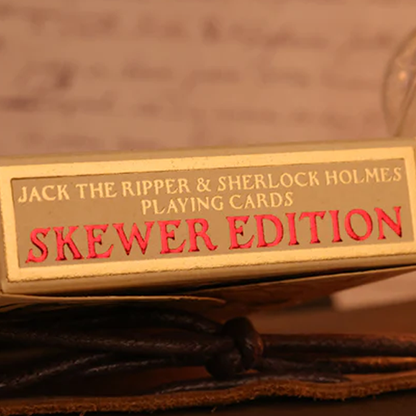 JACK THE RIPPER & SHERLOCK HOLMES
PLAYING CARDS
SKEWER EDITION